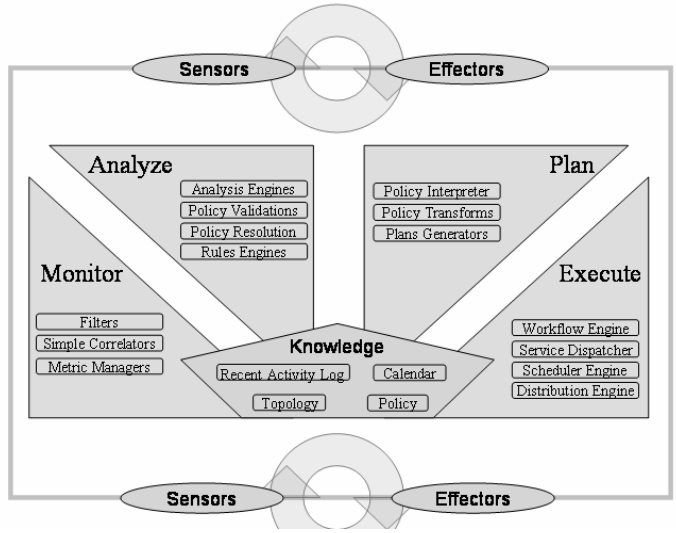 Sensors
Effectors
Analyze
Analysis Engines
Policy Validations
Policy Resolution
Rules Engines
Plan
Policy Interpreter
Policy Transforms
Plans Generators
Monitor
Filters
Simple Correlators
Metric Managers
Execute
Workflow Engine
Service Dispatcher
Scheduler Engine
Distribution Engine
Knowledge
Recent Activity Log
Calendar
Topology
Policy
Sensors
Effectors